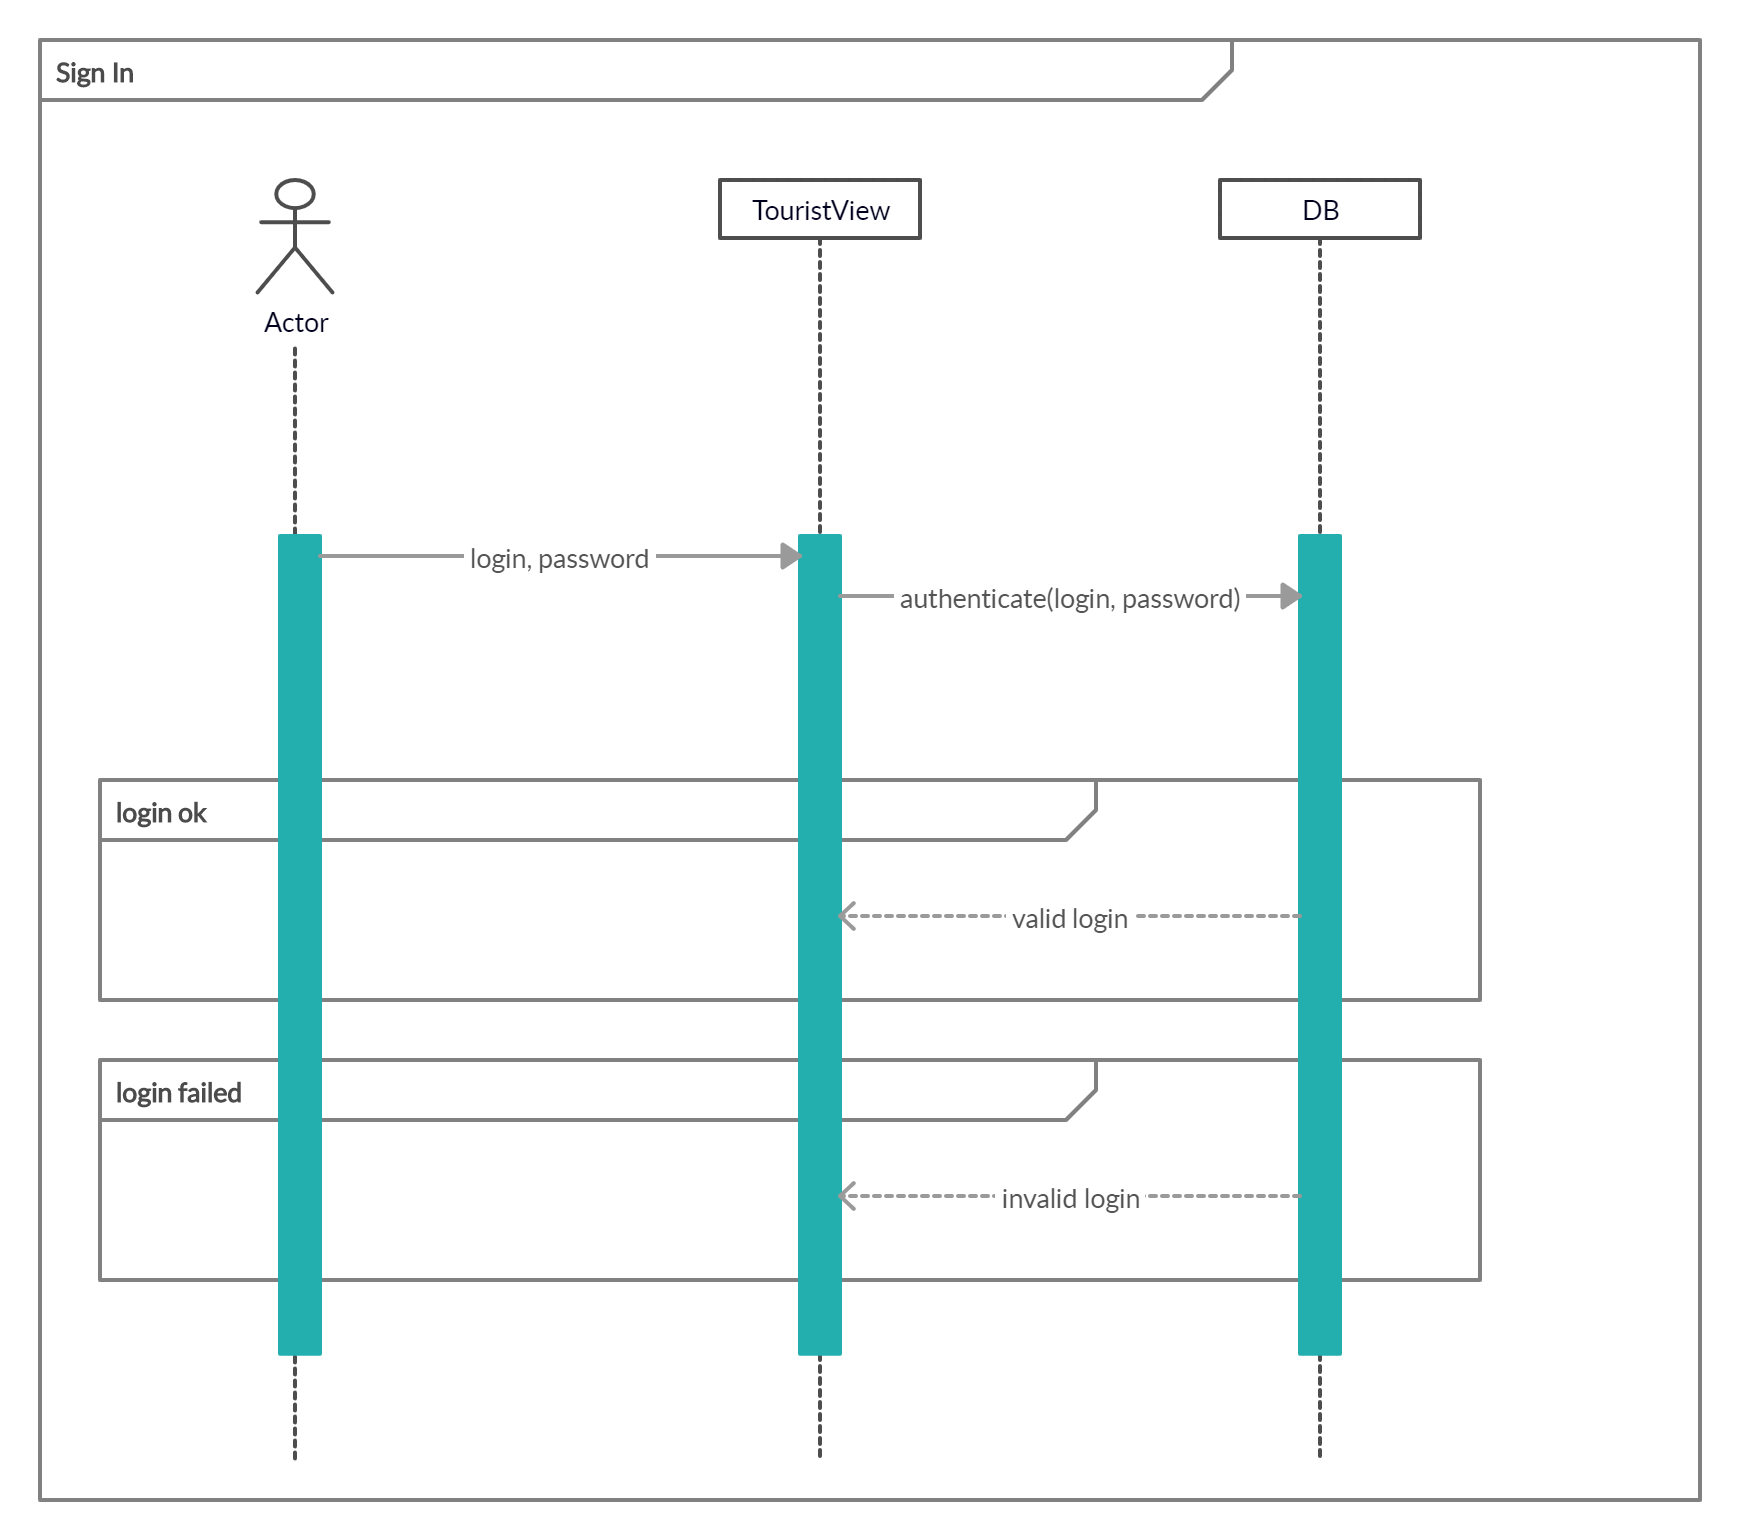 Sign In
Actor
TouristView
DB
login, password
authenticate(login, password)
login ok
valid login
login failed
invalid login